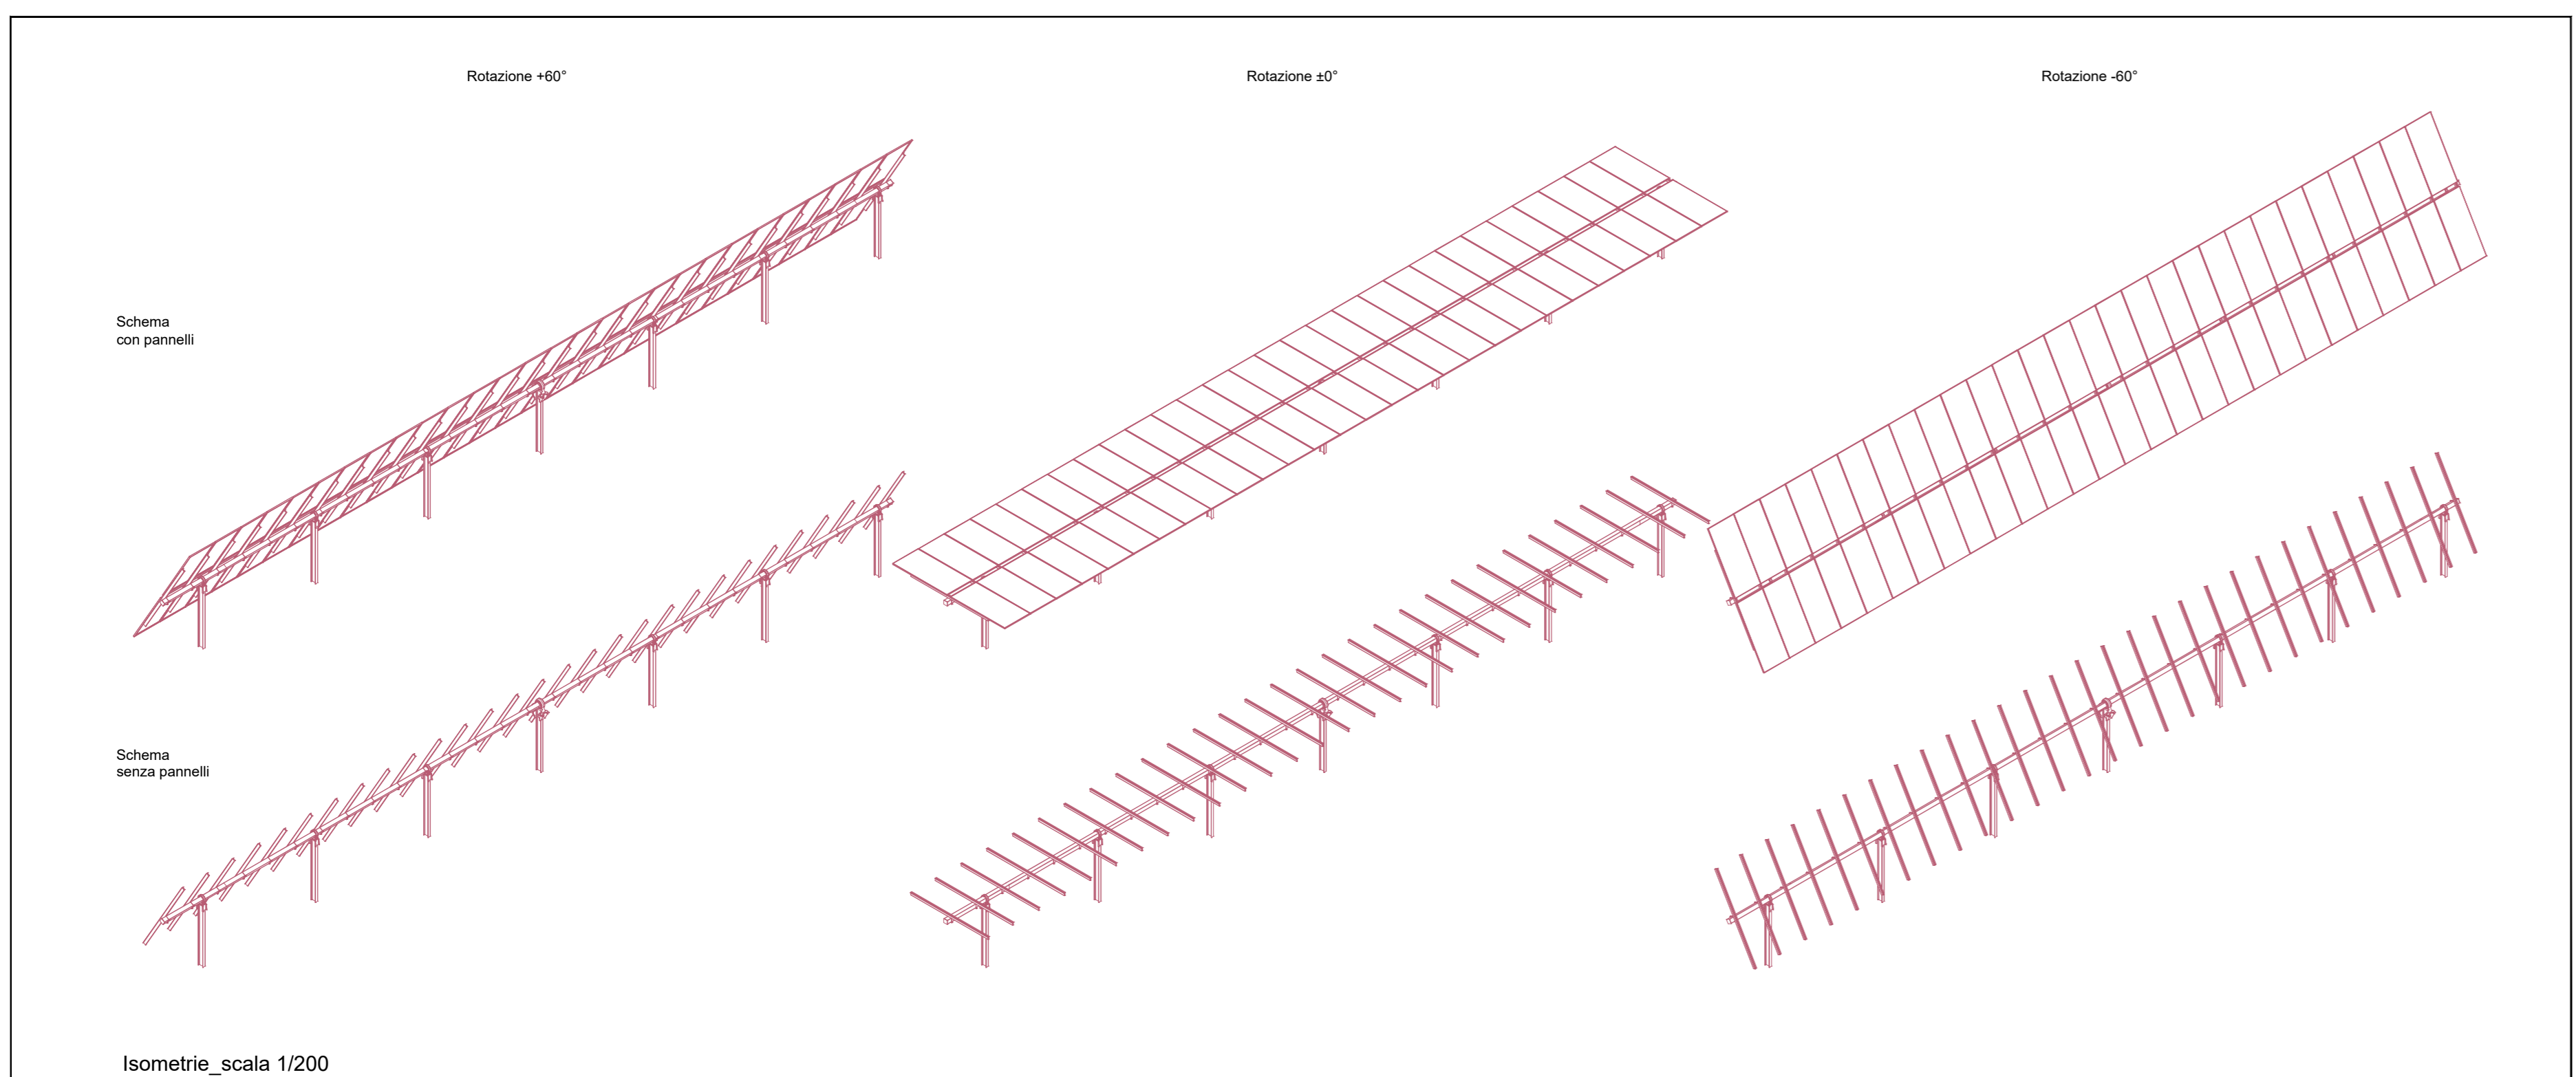 Rotazione +60°
Rotazione ±0°
Rotazione -60°
Schema
con pannelli
Schema
senza pannelli
Isometrie_scala 1/200